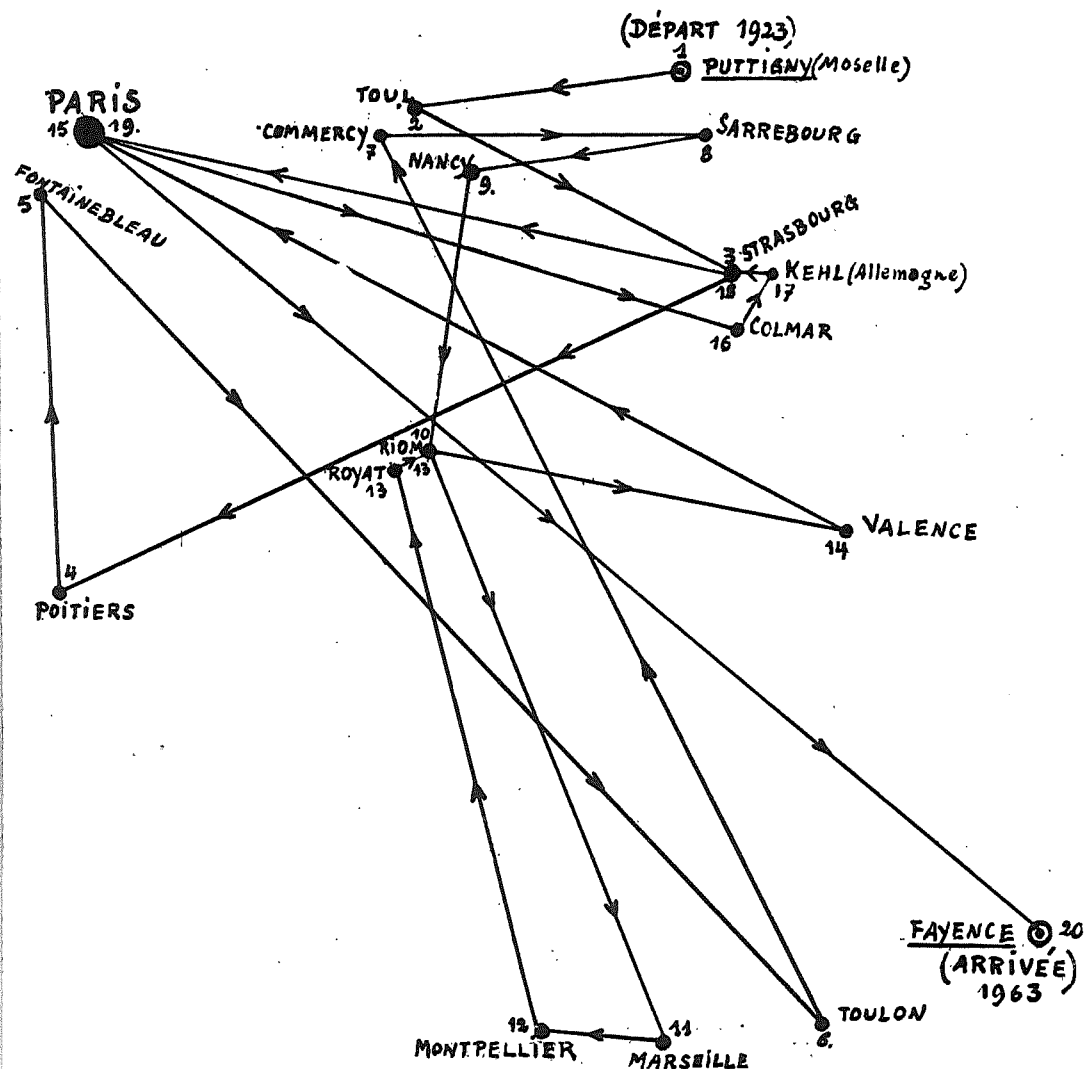 (DÉPART 1923)
1
PUTTIGNY (Moselle)
TOUL
2
PARIS
15 19.
COMMERCY
7
SARREBOURG
8
NANCY
9.
FONTAINEBLEAU
5
3 STRASBOURG
18
KEHL (Allemagne)
17
COLMAR
16
10
RIOM
13
ROYAT
13
VALENCE
14
4
POITIERS
FAYENCE 20
(ARRIVÉE)
1963
TOULON
6.
12.
MONTPELLIER
11
MARSEILLE